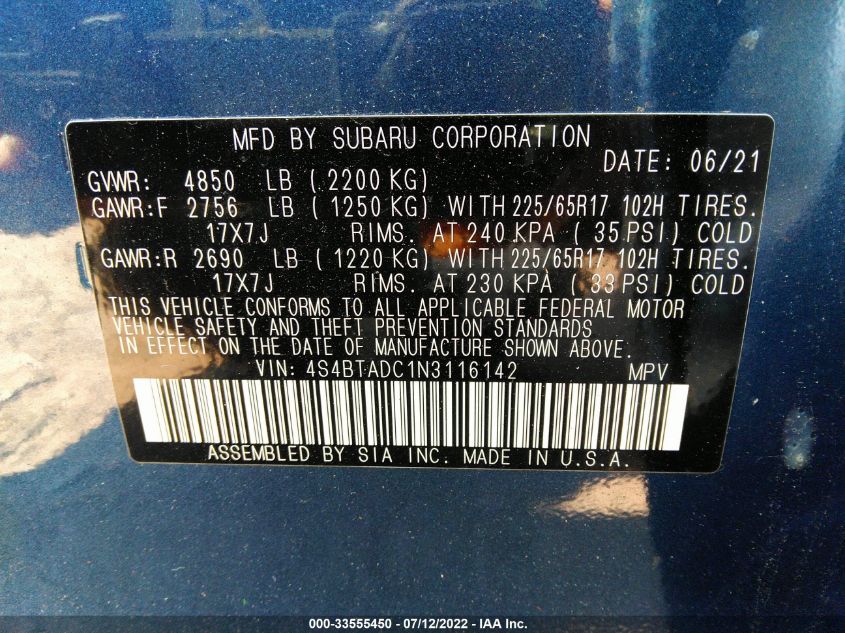 MFD BY SUBARU CORPORATION
DATE: 06/21
GVWR: 4850 LB ( 2200 KG)
GAWR:F 2756 LB ( 1250 KG) WITH 225/65R17 102H TIRES.
17X7J RIMS. AT 240 KPA ( 35 PSI) COLD
GAWR:R 2690 LB ( 1220 KG) WITH 225/65R17 102H TIRES.
17X7J RIMS. AT 230 KPA ( 33 PSI) COLD
THIS VEHICLE CONFORMS TO ALL APPLICABLE FEDERAL MOTOR
VEHICLE SAFETY AND THEFT PREVENTION STANDARDS
IN EFFECT ON THE DATE OF MANUFACTURE SHOWN ABOVE.
VIN: 4S4BTADC1N3116142 MPV
ASSEMBLED BY SIA INC. MADE IN U.S.A.
000-33555450 - 07/12/2022 - IAA Inc.